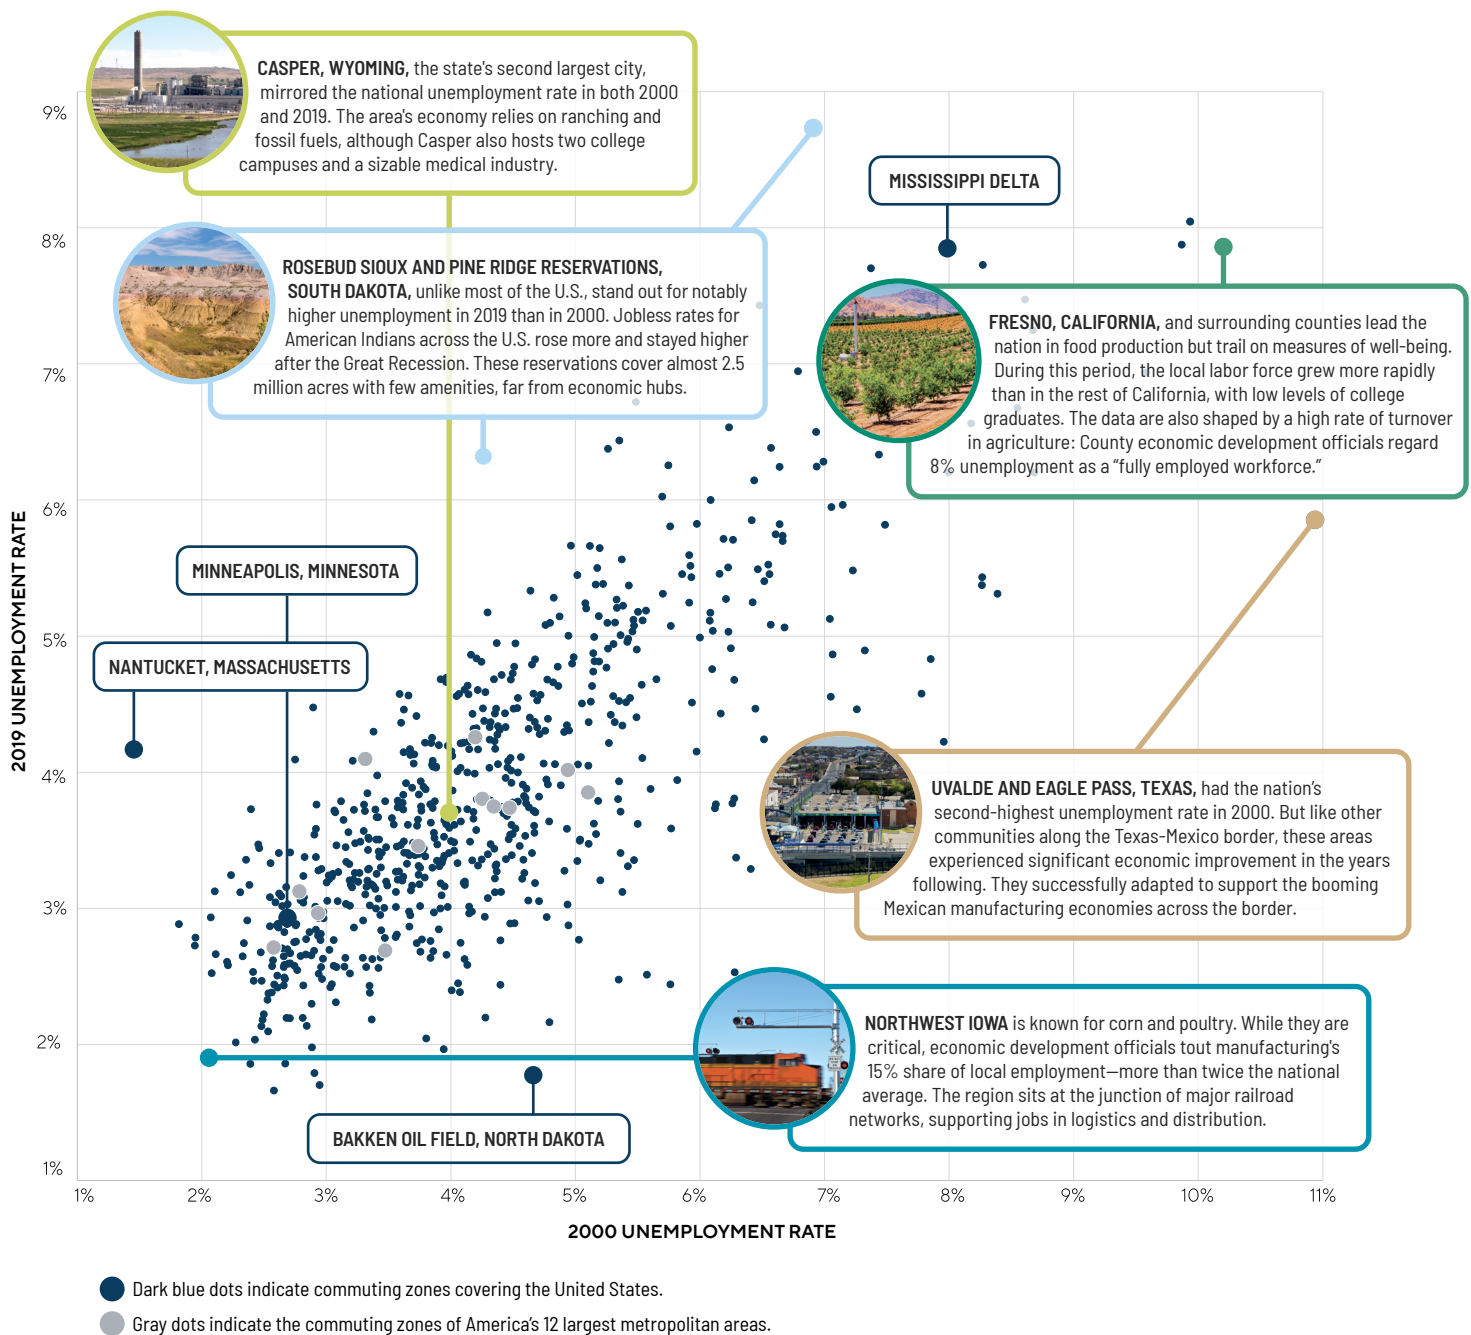 CASPER, WYOMING, the state's second largest city,
mirrored the national unemployment rate in both 2000
and 2019. The area's economy relies on ranching and
fossil fuels, although Casper also hosts two college
campuses and a sizable medical industry.
9%
MISSISSIPPI DELTA
8%
ROSEBUD SIOUX AND PINE RIDGE RESERVATIONS,
SOUTH DAKOTA, unlike most of the U.S., stand out for notably
higher unemployment in 2019 than in 2000. Jobless rates for
American Indians across the U.S. rose more and stayed higher
after the Great Recession. These reservations cover almost 2.5
million acres with few amenities, far from economic hubs.
FRESNO, CALIFORNIA, and surrounding counties lead the
nation in food production but trail on measures of well-being.
During this period, the local labor force grew more rapidly
than in the rest of California, with low levels of college
graduates. The data are also shaped by a high rate of turnover
in agriculture: County economic development officials regard
8% unemployment as a “fully employed workforce.”
7%
6%
2019 UNEMPLOYMENT RATE
MINNEAPOLIS, MINNESOTA
5%
NANTUCKET, MASSACHUSETTS
4%
UVALDE AND EAGLE PASS, TEXAS, had the nation’s
second-highest unemployment rate in 2000. But like other
communities along the Texas-Mexico border, these areas
experienced significant economic improvement in the years
following. They successfully adapted to support the booming
Mexican manufacturing economies across the border.
3%
2%
NORTHWEST IOWA is known for corn and poultry. While they are
critical, economic development officials tout manufacturing's
15% share of local employment—more than twice the national
average. The region sits at the junction of major railroad
networks, supporting jobs in logistics and distribution.
BAKKEN OIL FIELD, NORTH DAKOTA
1%
1% 2% 3% 4% 5% 6% 7% 8% 9% 10% 11%
2000 UNEMPLOYMENT RATE
Dark blue dots indicate commuting zones covering the United States.
Gray dots indicate the commuting zones of America’s 12 largest metropolitan areas.